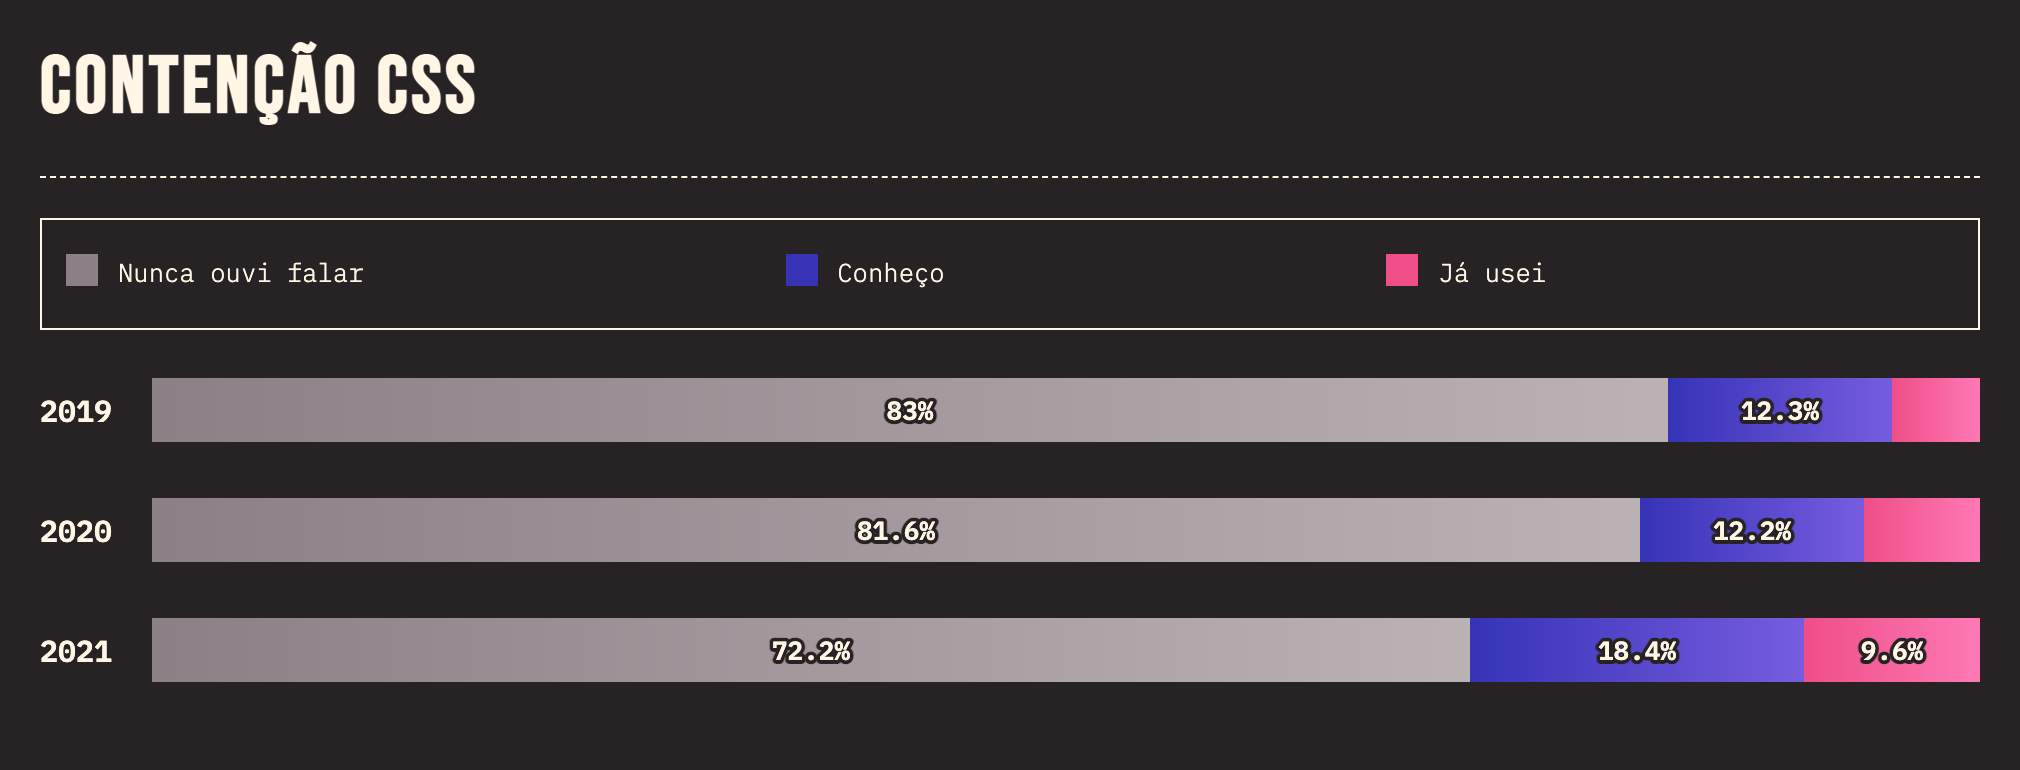 CONTENÇÃO CSS
Nunca ouvi falar
Conheço
Já usei
2019
83%
12.3%
2020
81.6%
12.2%
2021
72.2%
18.4%
9.6%